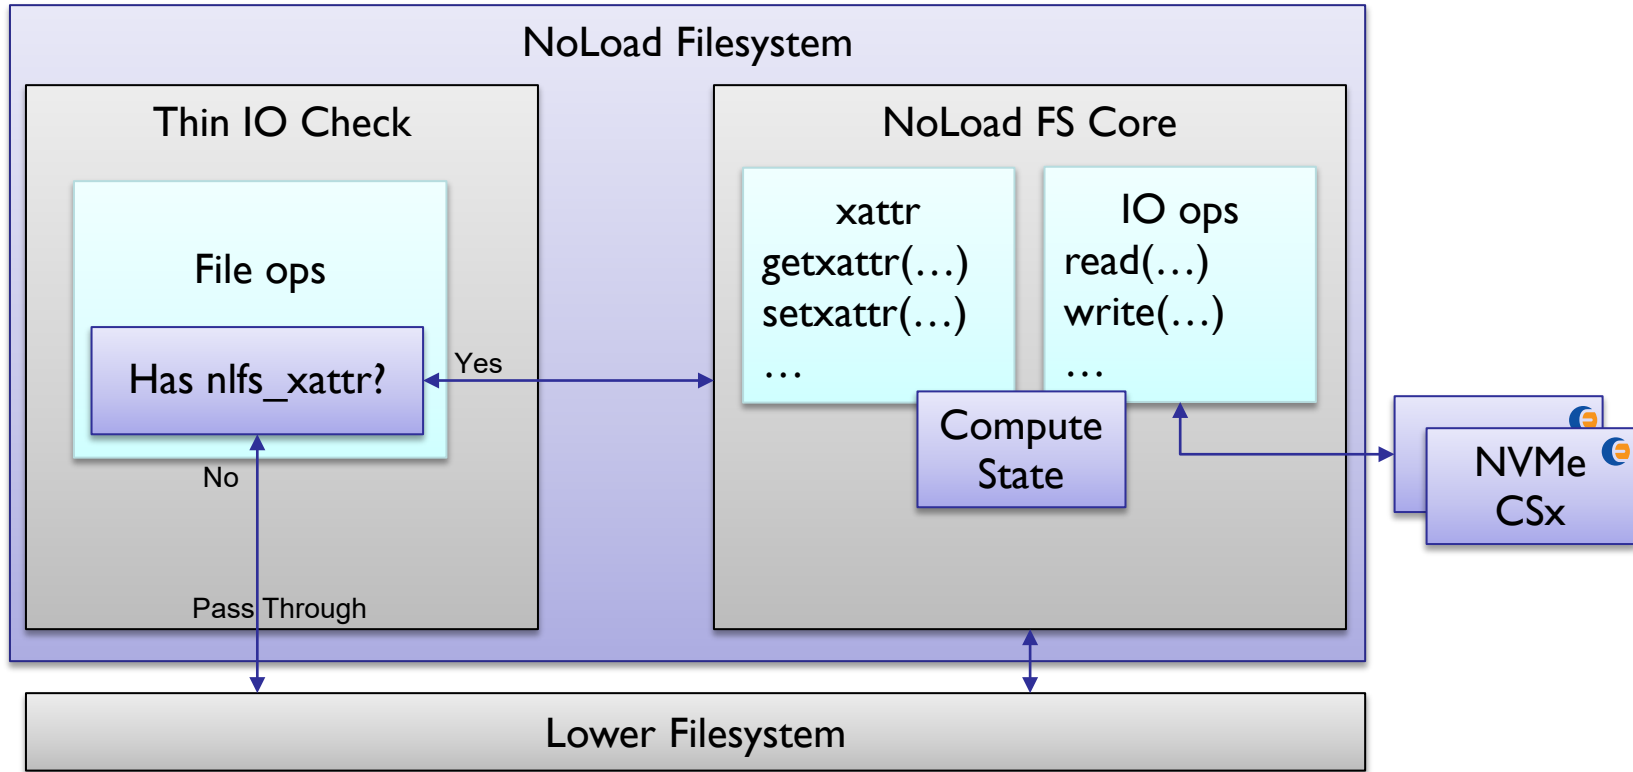 NoLoad Filesystem
Thin IO Check
File ops
Has nlfs_xattr?
Yes
No
Pass Through
NoLoad FS Core
xattr
getxattr(…)
setxattr(…)
…
IO ops
read(…)
write(…)
…
Compute
State
NVMe
CSx
Lower Filesystem